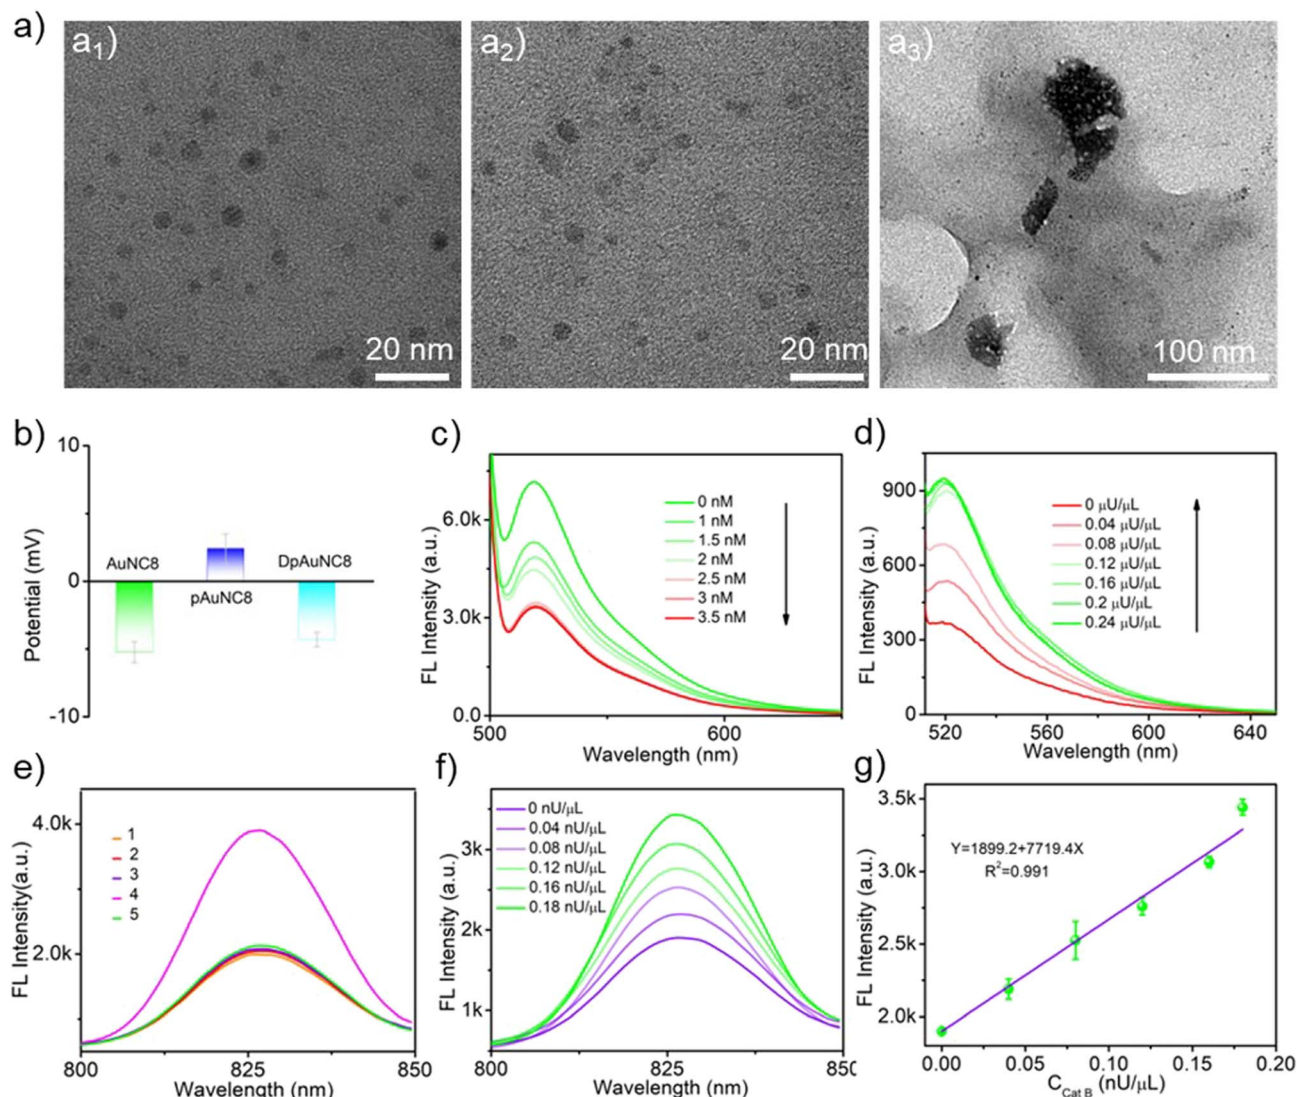 a)
a1)
20 nm
a2)
20 nm
a3)
100 nm
b)
10
0
-10
Potential (mV)
AuNC8
pAuNC8
DpAuNC8
c)
6.0k
3.0k
0.0
500
600
FL Intensity (a.u.)
Wavelength (nm)
0 nM
1 nM
1.5 nM
2 nM
2.5 nM
3 nM
3.5 nM
d)
900
600
300
0
520
560
600
640
FL Intensity (a.u.)
Wavelength (nm)
0 μU/μL
0.04 μU/μL
0.08 μU/μL
0.12 μU/μL
0.16 μU/μL
0.2 μU/μL
0.24 μU/μL
e)
4.0k
2.0k
800
825
850
FL Intensity(a.u.)
Wavelength (nm)
1
2
3
4
5
f)
3k
2k
1k
800
825
850
FL Intensity (a.u.)
Wavelength (nm)
0 nU/μL
0.04 nU/μL
0.08 nU/μL
0.12 nU/μL
0.16 nU/μL
0.18 nU/μL
g)
3.5k
3.0k
2.5k
2.0k
0.00
0.05
0.10
0.15
0.20
FL Intensity (a.u.)
C Cat B (nU/μL)
Y=1899.2+7719.4X
R²=0.991